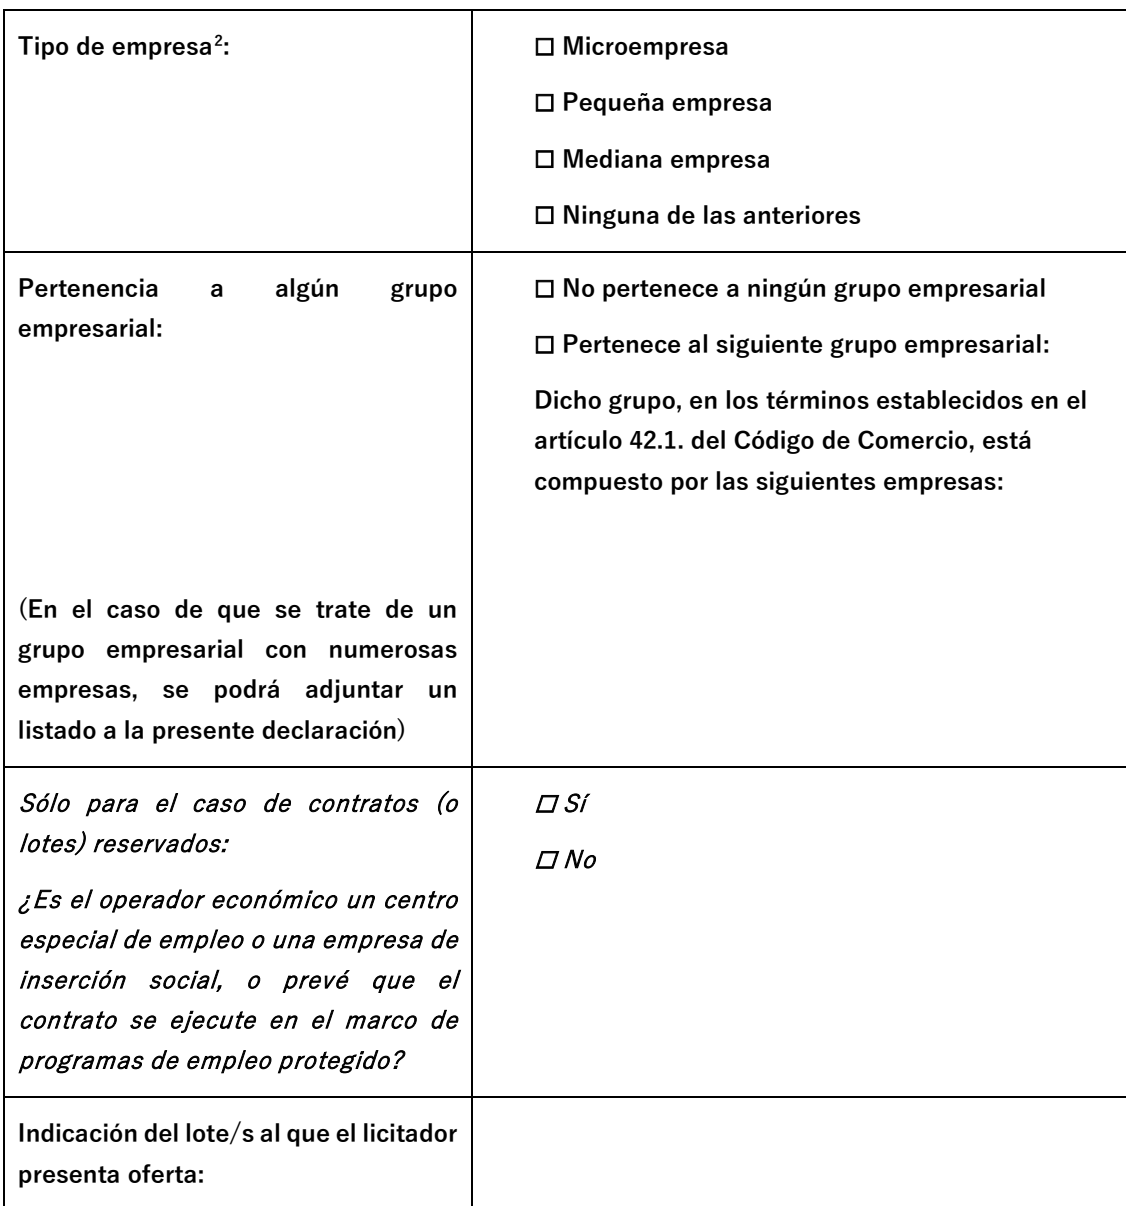 Tipo de empresa²:
☐ Microempresa
☐ Pequeña empresa
☐ Mediana empresa
☐ Ninguna de las anteriores
Pertenencia a algún grupo
empresarial:
(En el caso de que se trate de un
grupo empresarial con numerosas
empresas, se podrá adjuntar un
listado a la presente declaración)
☐ No pertenece a ningún grupo empresarial
☐ Pertenece al siguiente grupo empresarial:
Dicho grupo, en los términos establecidos en el
artículo 42.1. del Código de Comercio, está
compuesto por las siguientes empresas:
Sólo para el caso de contratos (o
lotes) reservados:
¿Es el operador económico un centro
especial de empleo o una empresa de
inserción social, o prevé que el
contrato se ejecute en el marco de
programas de empleo protegido?
☐ Sí
☐ No
Indicación del lote/s al que el licitador
presenta oferta: